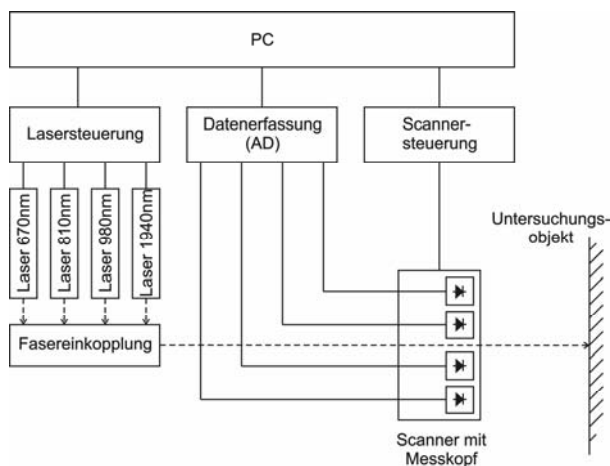 PC
Lasersteuerung
Datenerfassung
(AD)
Scanner-
steuerung
Laser 670nm
Laser 810nm
Laser 980nm
Laser 1940nm
Untersuchungs-
objekt
Fasereinkopplung
Scanner mit
Messkopf